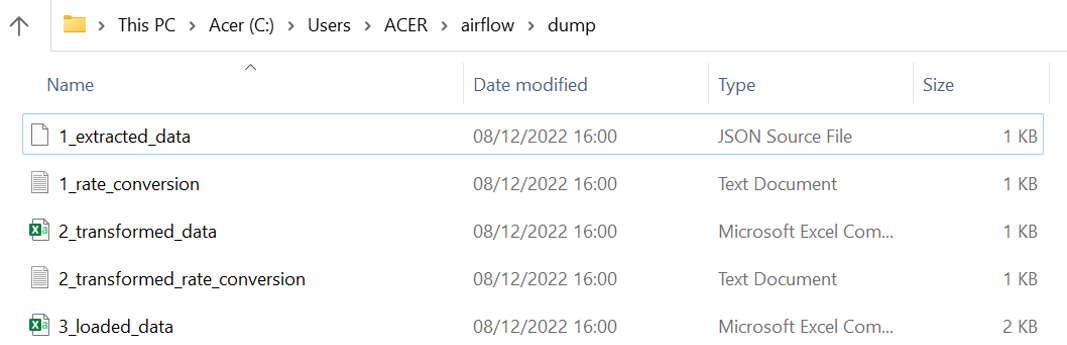 This PC > Acer (C:) > Users > ACER > airflow > dump
Name Date modified Type Size
1_extracted_data 08/12/2022 16:00 JSON Source File 1 KB
1_rate_conversion 08/12/2022 16:00 Text Document 1 KB
2_transformed_data 08/12/2022 16:00 Microsoft Excel Com... 1 KB
2_transformed_rate_conversion 08/12/2022 16:00 Text Document 1 KB
3_loaded_data 08/12/2022 16:00 Microsoft Excel Com... 2 KB